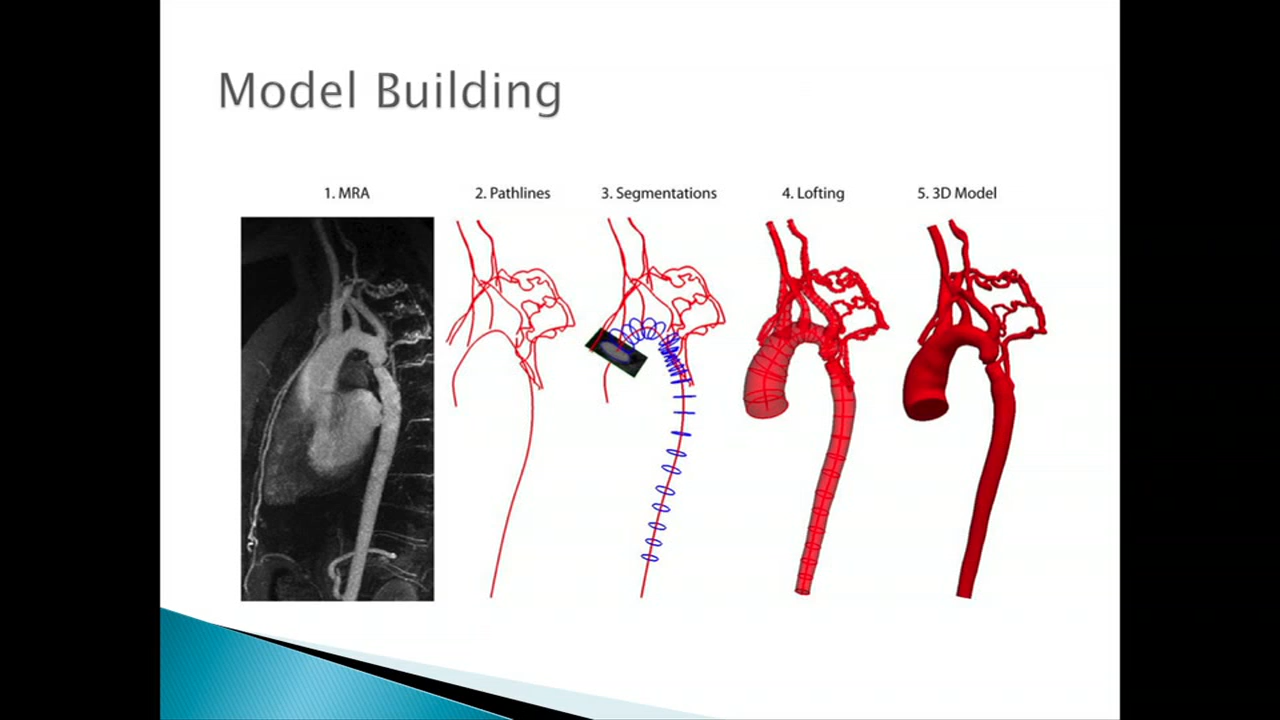 Model Building
1. MRA
2. Pathlines
3. Segmentations
4. Lofting
5. 3D Model